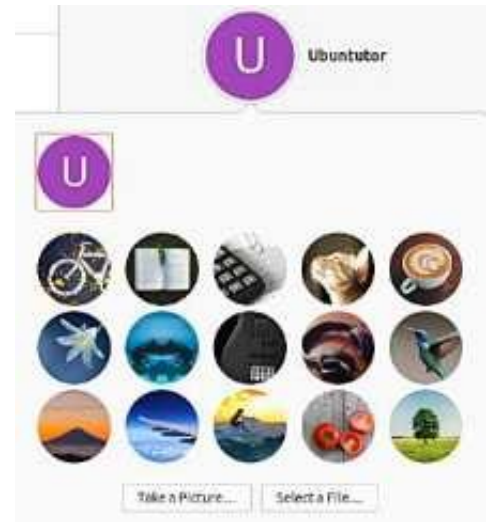 U
Ubuntutor
U
Take a Picture...
Select a File...